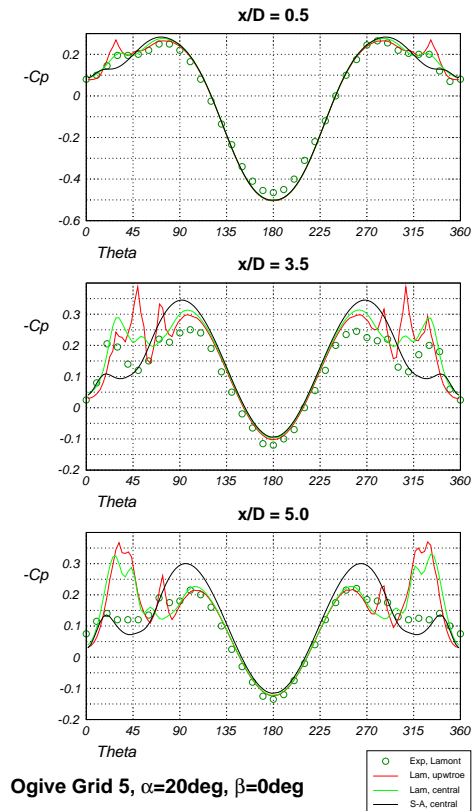 x/D = 0.5
0.2
-Cp
0
-0.2
-0.4
-0.6
0 45 90 135 180 225 270 315 360
Theta
x/D = 3.5
0.3
-Cp
0.2
0.1
0
-0.1
-0.2
0 45 90 135 180 225 270 315 360
Theta
x/D = 5.0
-Cp
0.3
0.2
0.1
0
-0.1
-0.2
0 45 90 135 180 225 270 315 360
Theta
Exp, Lamont
Lam, upwtroe
Lam, central
S-A, central
Ogive Grid 5, α=20deg, β=0deg